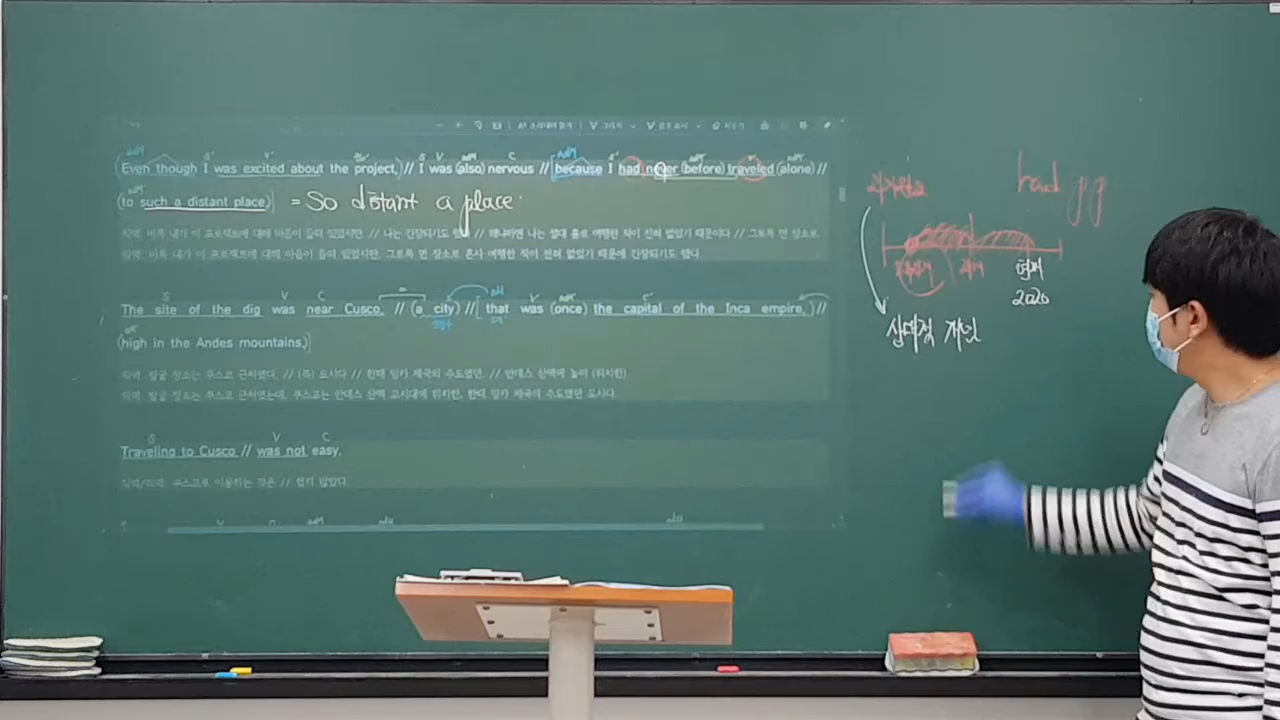 (Even though I was excited about the project,) // I was (also) nervous // [because I had never (before) traveled (alone) //
(to such a distant place)] = So distant a place.
직역: 비록 내가 이 프로젝트에 대해 마음이 들떠 있었지만, // 나는 긴장되기도 // 왜냐하면 나는 절대 홀로 여행한 적이 전혀 없었기 때문이다 // 그토록 먼 장소로
의역: 비록 내가 이 프로젝트에 대해 마음이 들떠 있었지만, 그토록 먼 장소로 혼자 여행한 적이 전혀 없었기 때문에 긴장되기도 했다.
The site of the dig was near Cusco, // (a city) // [that was (once) the capital of the Inca empire,] //
(high in the Andes mountains.)]
직역: 발굴 장소는 쿠스코 근처였다, // (즉) 도시다 // 한때 잉카 제국의 수도였던, // 안데스 산맥에 높이 (위치한)
의역: 발굴 장소는 쿠스코 근처였는데, 쿠스코는 안데스 산맥 고지대에 위치한, 한때 잉카 제국의 수도였던 도시다.
Traveling to Cusco // was not easy.
직역/의역: 쿠스코로 이동하는 것은 // 쉽지 않았다.
had p.p
과거 현재
2020
상대적 개념